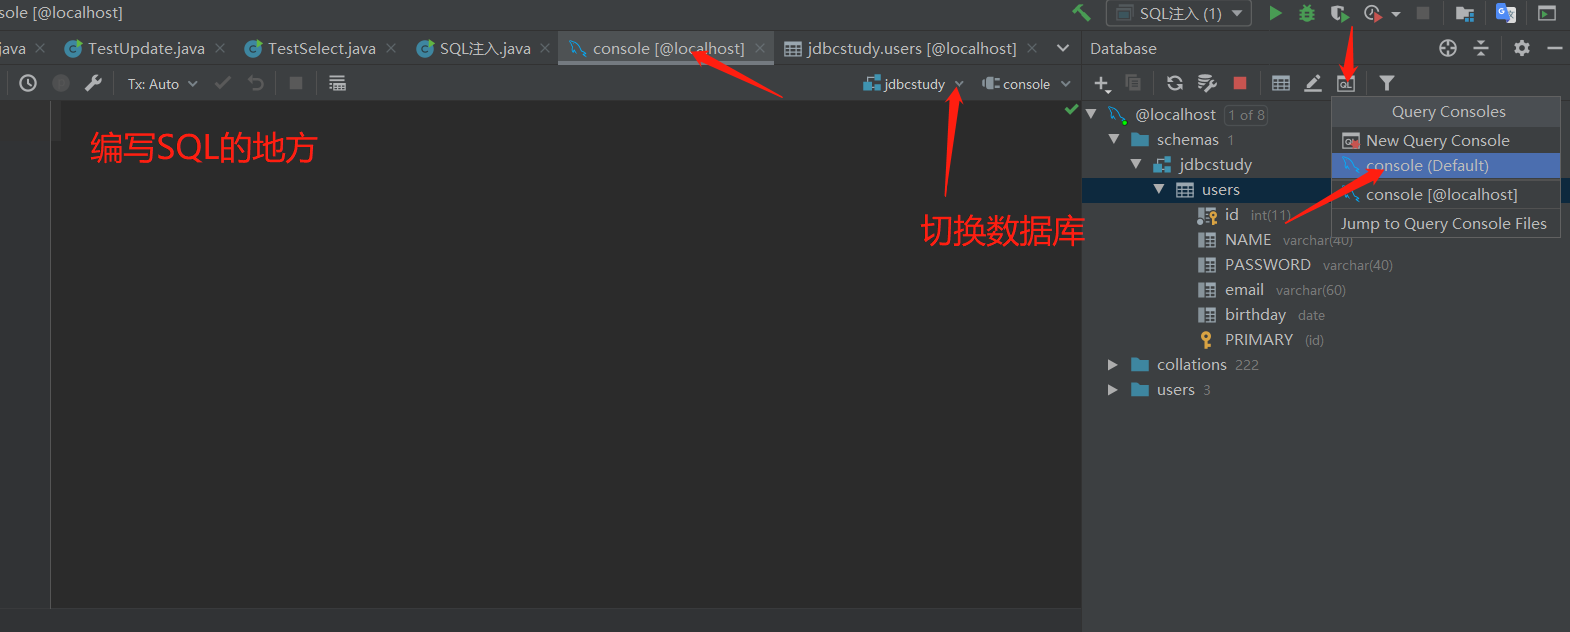 sole [@localhost]
SQL注入 (1)
java
TestUpdate.java
TestSelect.java
SQL注入.java
console [@localhost]
jdbcstudy.users [@localhost]
Database
Tx: Auto
jdbcstudy
console
编写SQL的地方
切换数据库
@localhost 1 of 8
schemas 1
jdbcstudy
users
id int(11)
NAME varchar(40)
PASSWORD varchar(40)
email varchar(60)
birthday date
PRIMARY (id)
collations 222
users 3
Query Consoles
New Query Console
console (Default)
console [@localhost]
Jump to Query Console Files